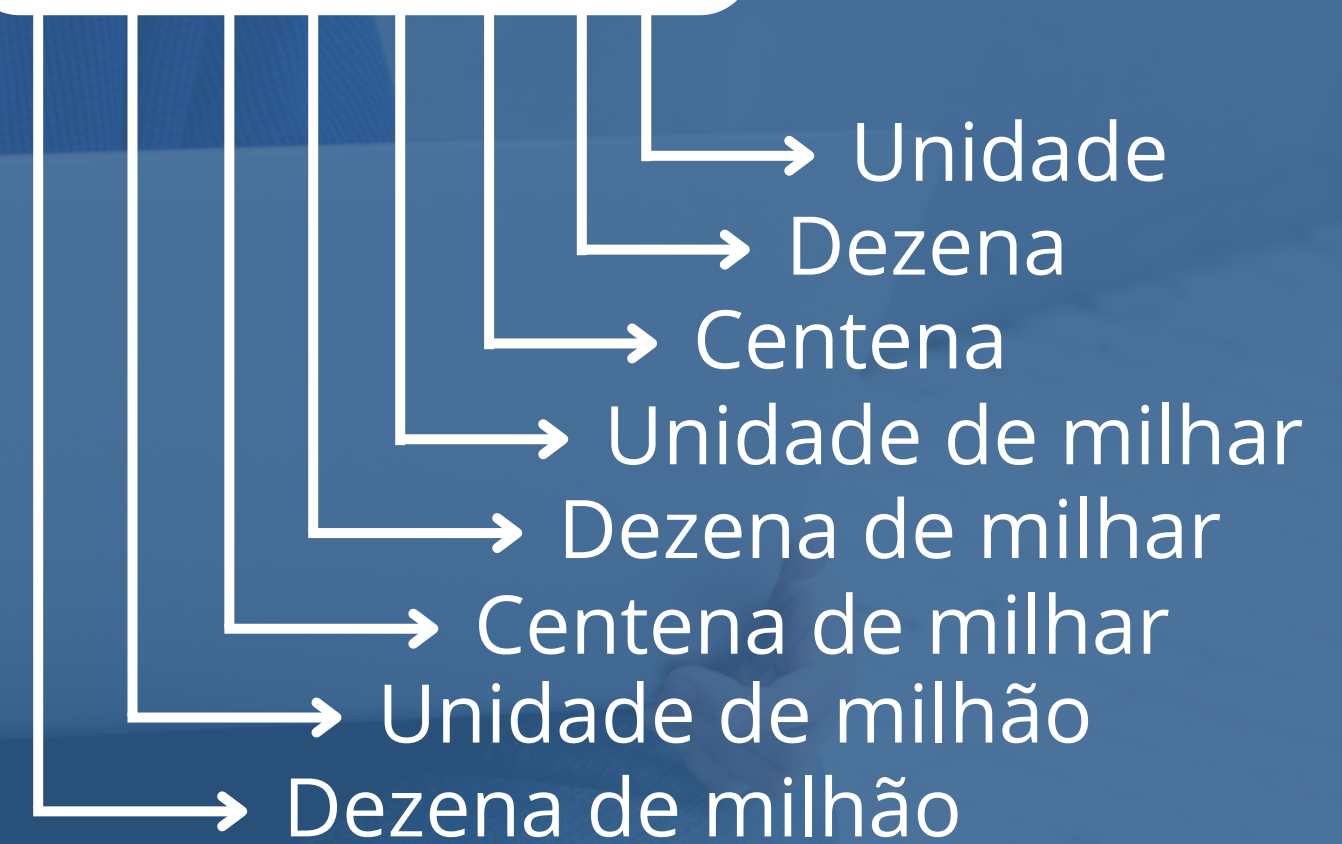 Unidade
Dezena
Centena
Unidade de milhar
Dezena de milhar
Centena de milhar
Unidade de milhão
Dezena de milhão